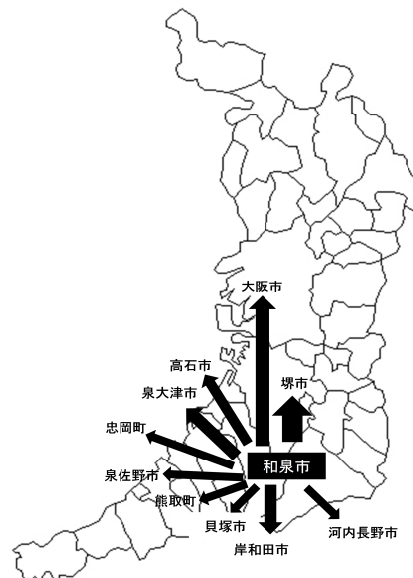 大阪市
高石市
堺市
泉大津市
忠岡町
和泉市
泉佐野市
熊取町
貝塚市
河内長野市
岸和田市